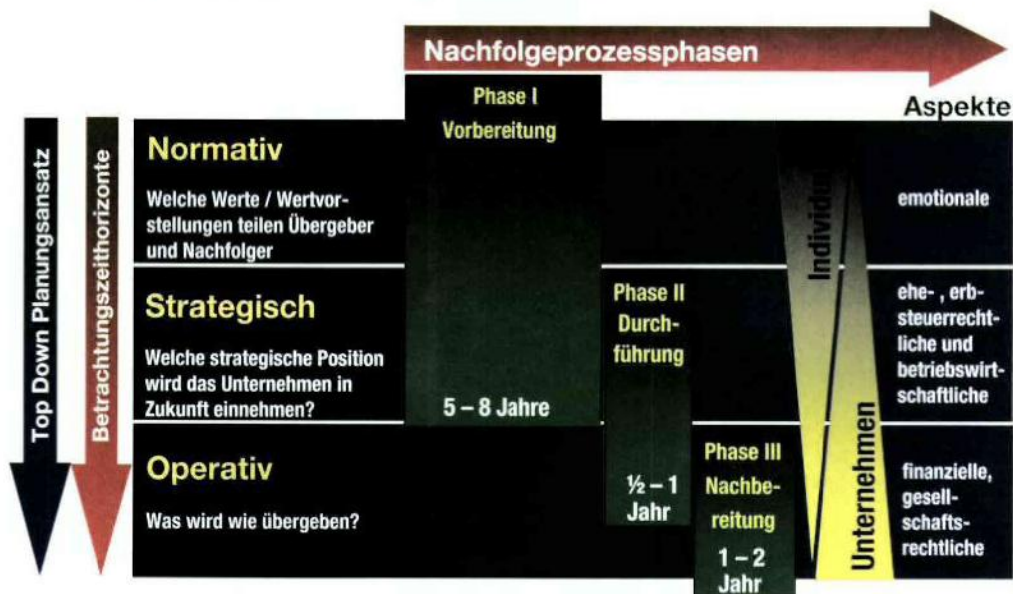 Nachfolgeprozessphasen
Top Down Planungsansatz
Betrachtungszeithorizonte
Aspekte
Normativ
Welche Werte / Wertvor-
stellungen teilen Übergeber
und Nachfolger
Phase I
Vorbereitung
5 – 8 Jahre
emotionale
Strategisch
Welche strategische Position
wird das Unternehmen in
Zukunft einnehmen?
Phase II
Durch-
führung
½ – 1
Jahr
ehe- , erb-
steuerrecht-
liche und
betriebswirt-
schaftliche
Operativ
Was wird wie übergeben?
Phase III
Nachbe-
reitung
1 – 2
Jahr
Unternehmen
finanzielle,
gesell-
schafts-
rechtliche